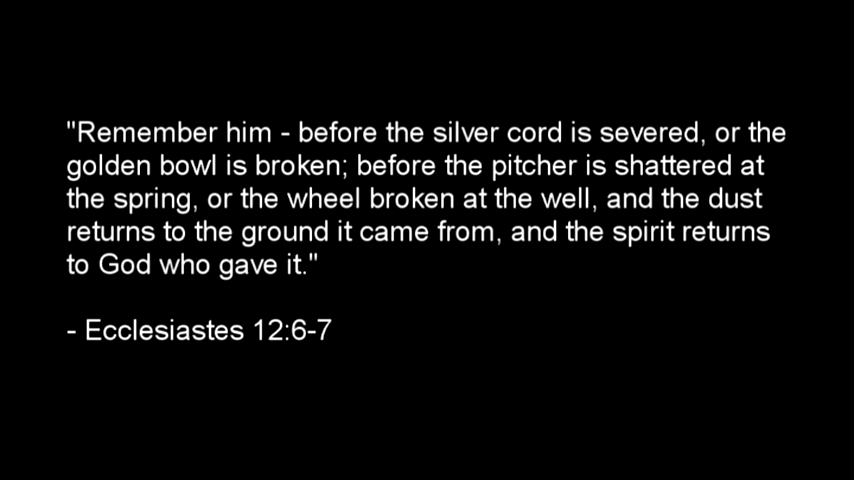 "Remember him - before the silver cord is severed, or the
golden bowl is broken; before the pitcher is shattered at
the spring, or the wheel broken at the well, and the dust
returns to the ground it came from, and the spirit returns
to God who gave it."
- Ecclesiastes 12:6-7